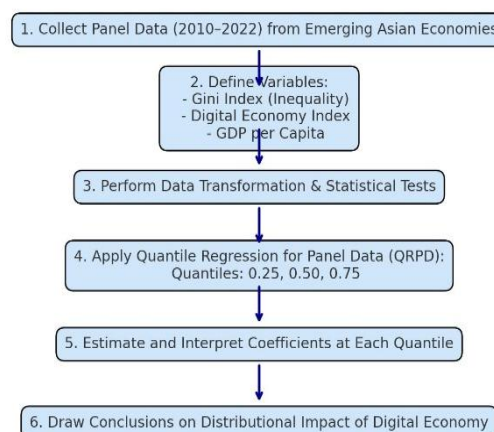 1. Collect Panel Data (2010–2022) from Emerging Asian Economies
2. Define Variables:
- Gini Index (Inequality)
- Digital Economy Index
- GDP per Capita
3. Perform Data Transformation & Statistical Tests
4. Apply Quantile Regression for Panel Data (QRPD):
Quantiles: 0.25, 0.50, 0.75
5. Estimate and Interpret Coefficients at Each Quantile
6. Draw Conclusions on Distributional Impact of Digital Economy